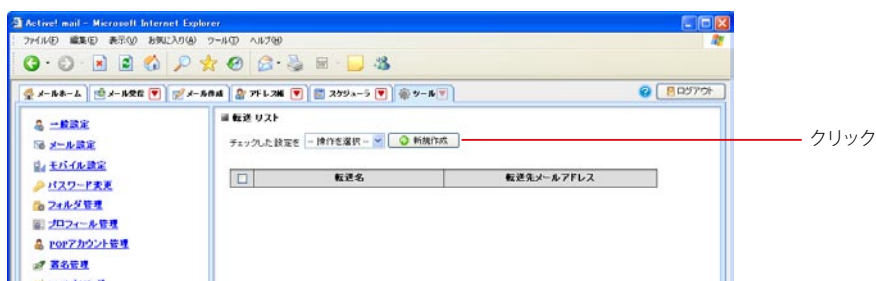 Active! mail - Microsoft Internet Explorer
ファイル(F) 編集(E) 表示(V) お気に入り(A) ツール(T) ヘルプ(H)
メールホーム メール受信 メール作成 アドレス帳 スケジューラ ツール ログアウト
一般設定
メール設定
モバイル設定
パスワード変更
フォルダ管理
プロフィール管理
POPアカウント管理
署名管理
転送リスト
チェックした設定を -- 操作を選択 -- 新規作成
転送名 転送先メールアドレス
クリック